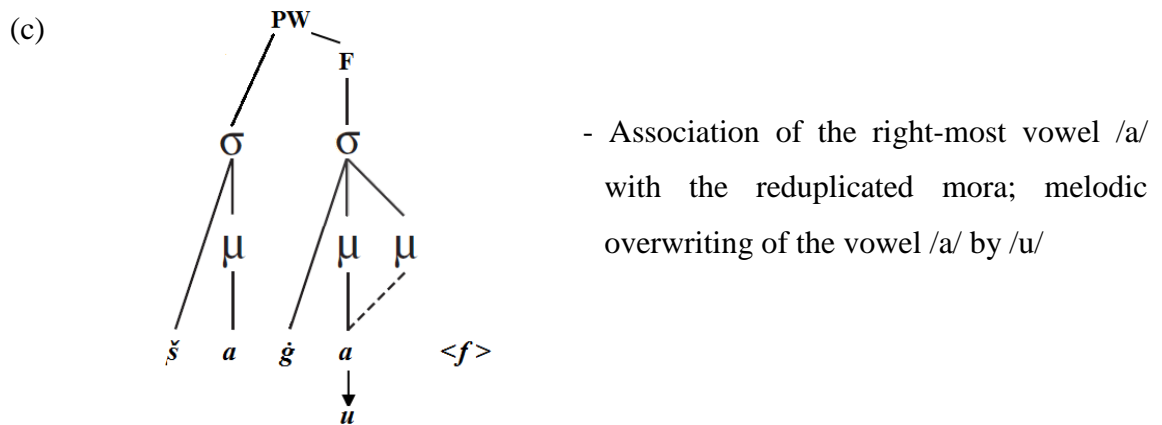 (c)
PW
F
σ σ
- Association of the right-most vowel /a/
with the reduplicated mora; melodic
overwriting of the vowel /a/ by /u/
μ μ μ
š a ġ a <f>
u